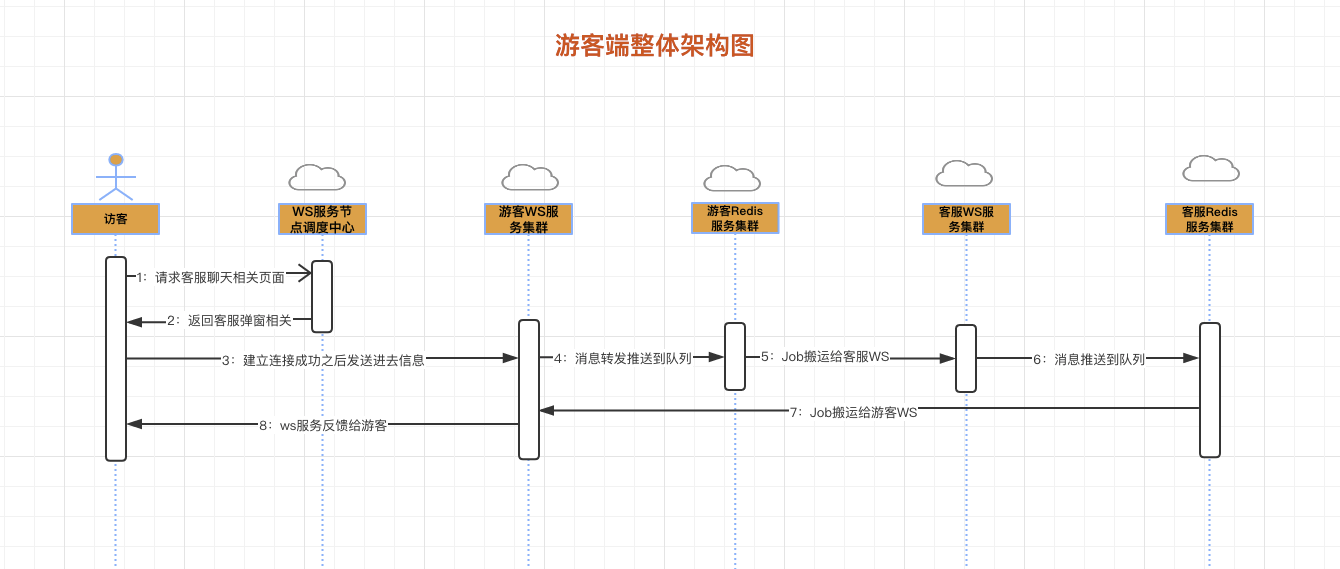 游客端整体架构图
访客
WS服务节
点调度中心
游客WS服
务集群
游客Redis
服务集群
客服WS服
务集群
客服Redis
服务集群
1：请求客服聊天相关页面
2：返回客服弹窗相关
3：建立连接成功之后发送进去信息
4：消息转发推送到队列
5：Job搬运给客服WS
6：消息推送到队列
7：Job搬运给游客WS
8：ws服务反馈给游客